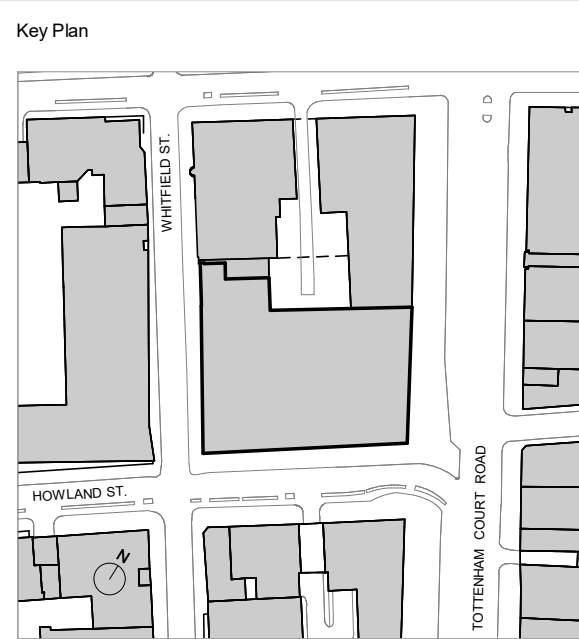 Key Plan
WHITFIELD ST.
HOWLAND ST.
TOTTENHAM COURT ROAD
N